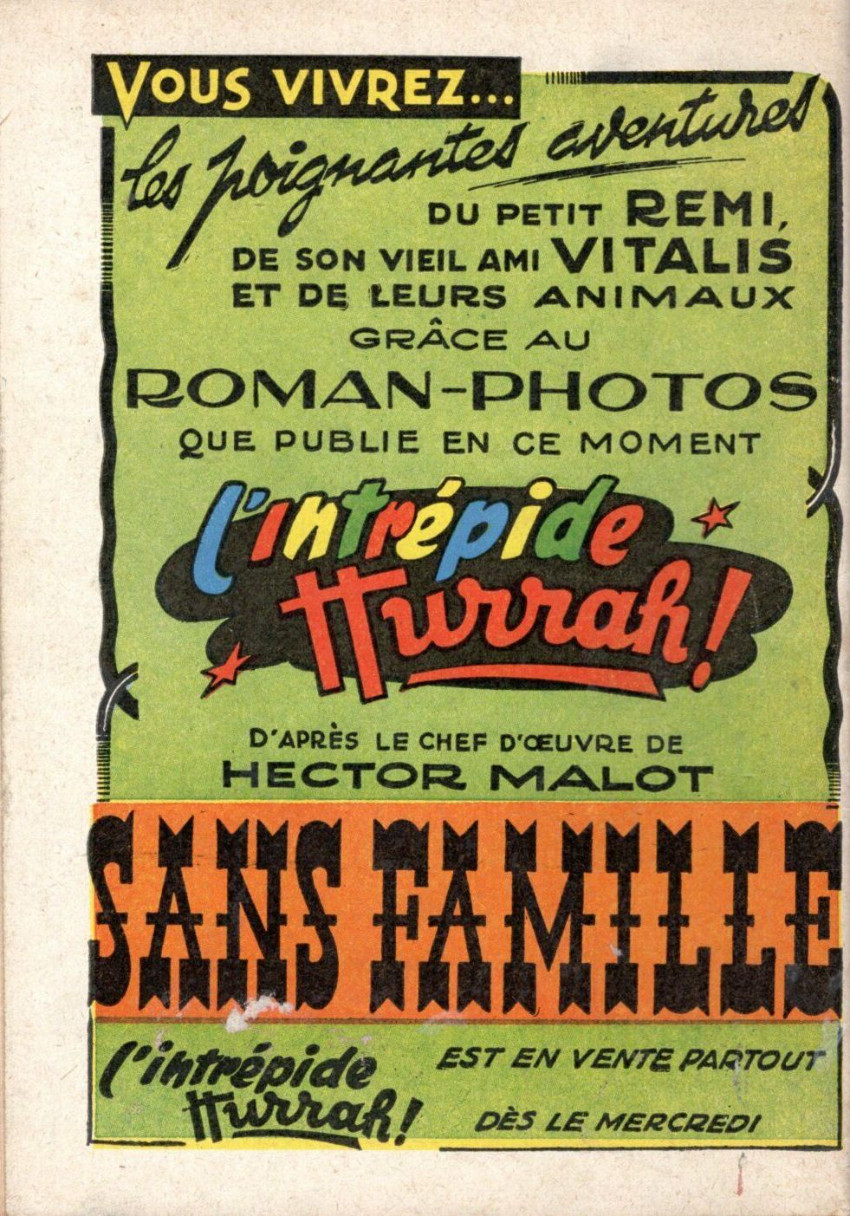 VOUS VIVREZ...
les poignantes aventures
DU PETIT REMI,
DE SON VIEIL AMI VITALIS
ET DE LEURS ANIMAUX
GRÂCE AU
ROMAN-PHOTOS
QUE PUBLIE EN CE MOMENT
l'intrépide
Hurrah!
D'APRÈS LE CHEF D'ŒUVRE DE
HECTOR MALOT
SANS FAMILLE
l'intrépide
Hurrah!
EST EN VENTE PARTOUT
DÈS LE MERCREDI